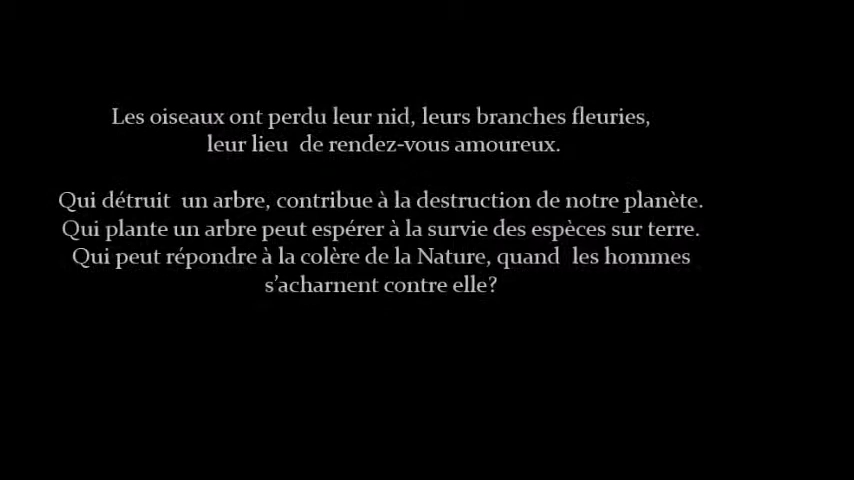 Les oiseaux ont perdu leur nid, leurs branches fleuries,
leur lieu  de rendez-vous amoureux.
Qui détruit  un arbre, contribue à la destruction de notre planète.
Qui plante un arbre peut espérer à la survie des espèces sur terre.
Qui peut répondre à la colère de la Nature, quand  les hommes
s’acharnent contre elle?